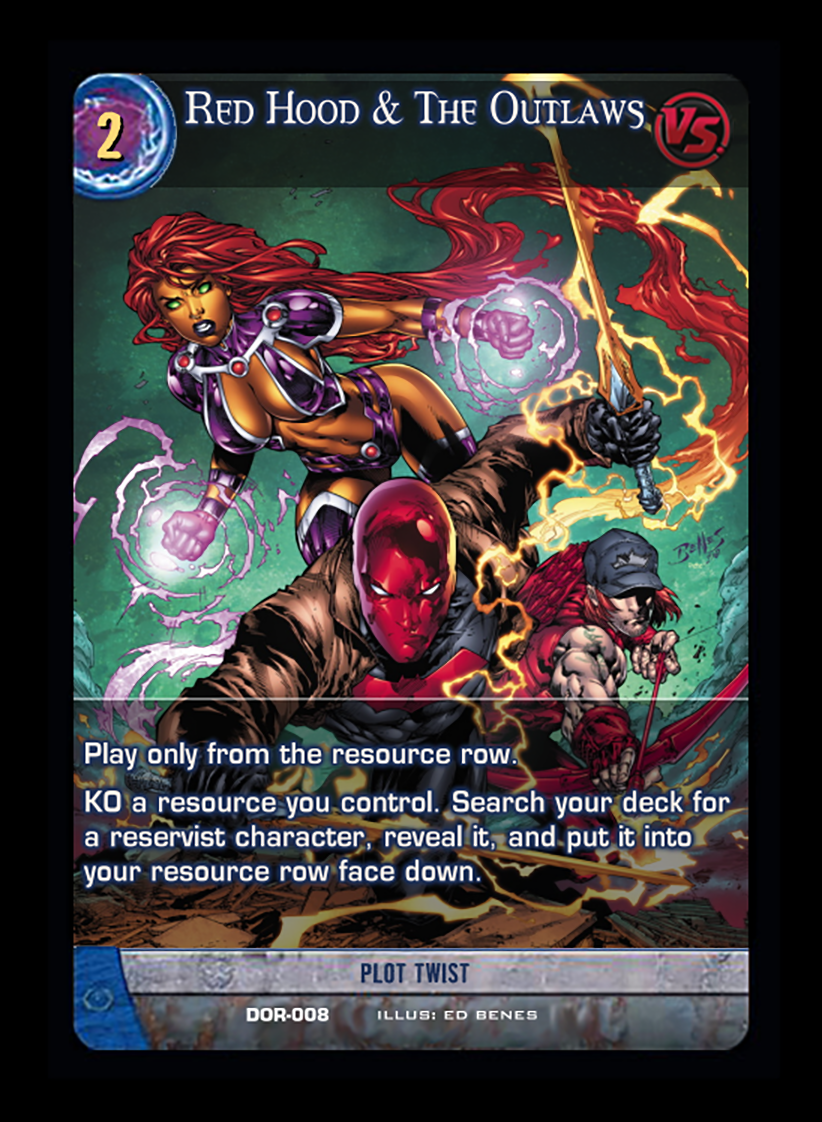 2
Red Hood & The Outlaws
VS.
Benes
Play only from the resource row.
KO a resource you control. Search your deck for
a reservist character, reveal it, and put it into
your resource row face down.
PLOT TWIST
DOR-008 ILLUS: ED BENES